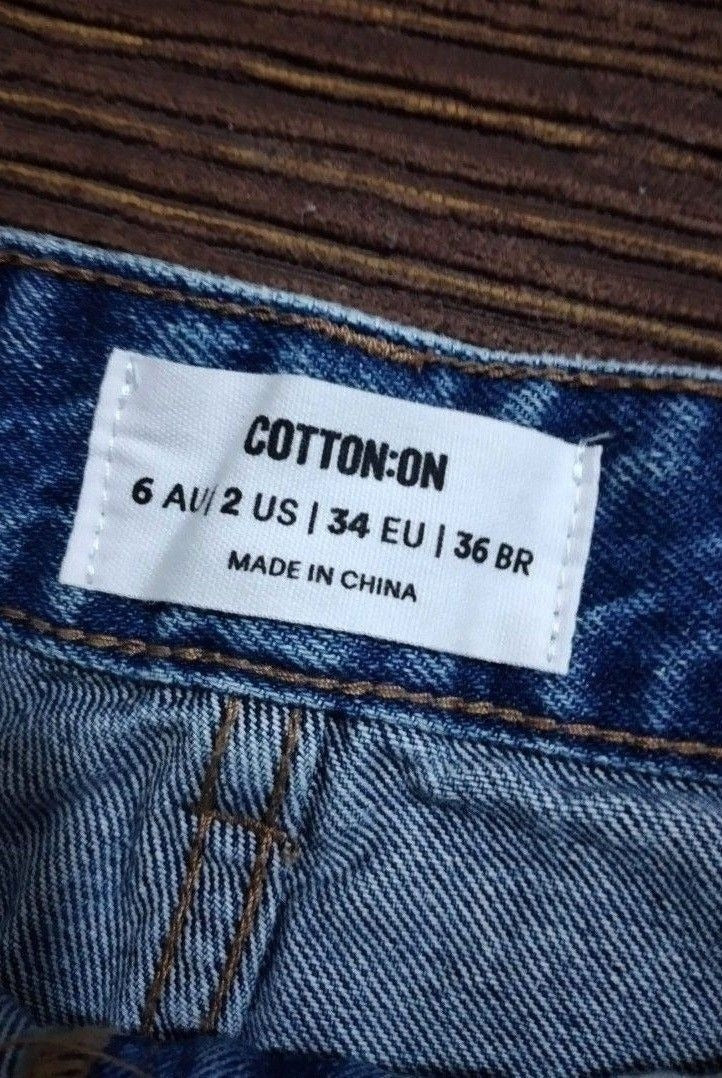 COTTON:ON
6 AU| 2 US | 34 EU | 36 BR
MADE IN CHINA